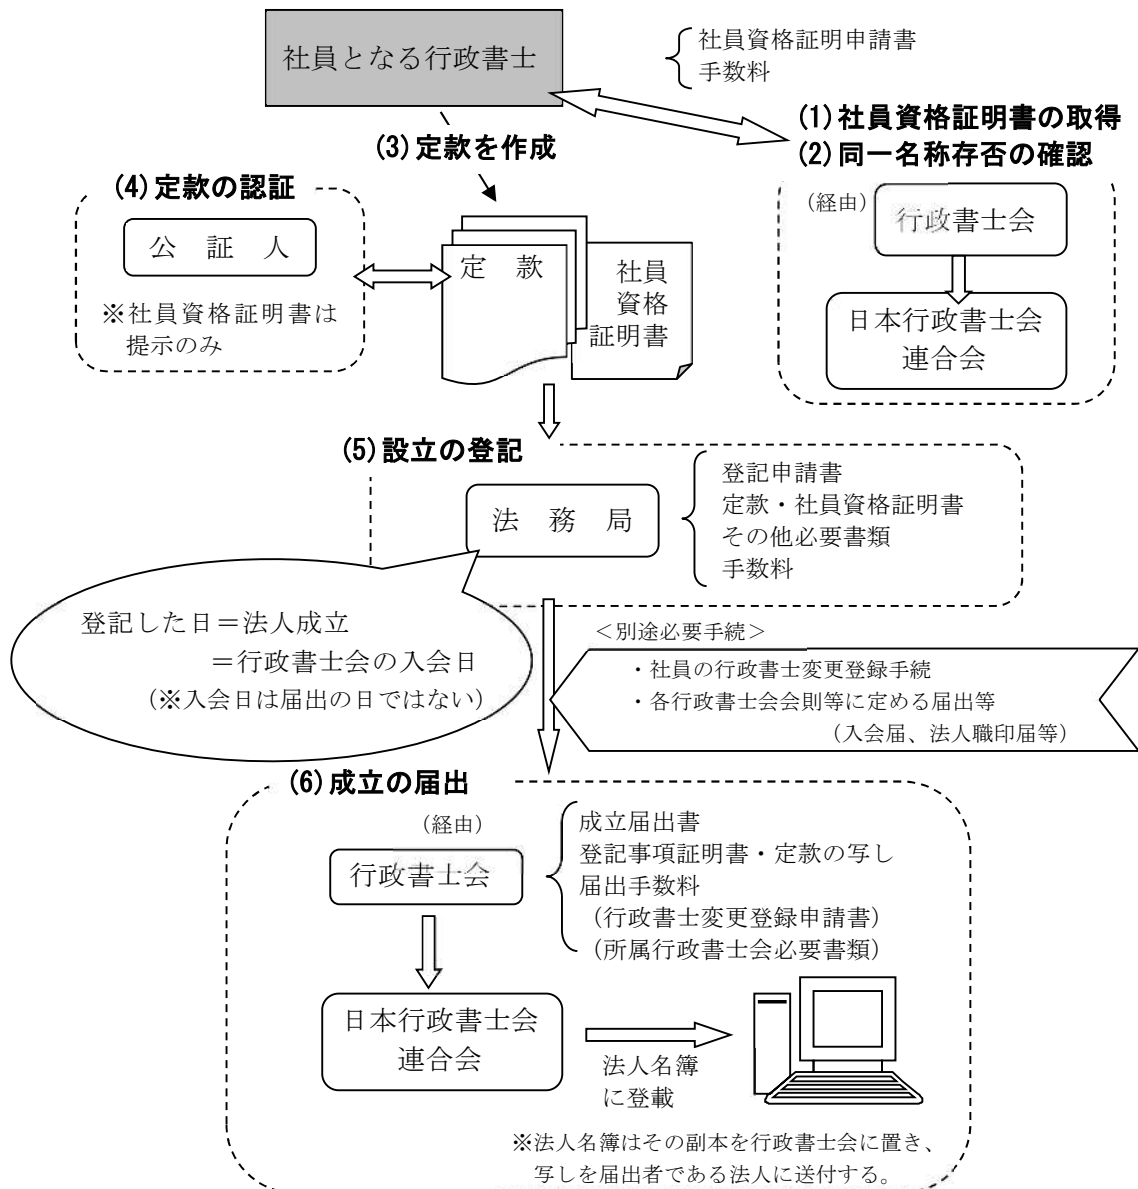 社員となる行政書士
社員資格証明申請書
手数料
(1)社員資格証明書の取得
(2)同一名称存否の確認
(3)定款を作成
(4)定款の認証
(経由)
行政書士会
公　証　人
定　款
社員
資格
証明書
※社員資格証明書は
提示のみ
日本行政書士会
連合会
(5)設立の登記
登記申請書
定款・社員資格証明書
その他必要書類
手数料
法　務　局
登記した日＝法人成立
＝行政書士会の入会日
(※入会日は届出の日ではない)
＜別途必要手続＞
・社員の行政書士変更登録手続
・各行政書士会会則等に定める届出等
(入会届、法人職印届等)
(6)成立の届出
(経由)
行政書士会
成立届出書
登記事項証明書・定款の写し
届出手数料
(行政書士変更登録申請書)
(所属行政書士会必要書類)
日本行政書士会
連合会
法人名簿
に登載
※法人名簿はその副本を行政書士会に置き、
写しを届出者である法人に送付する。